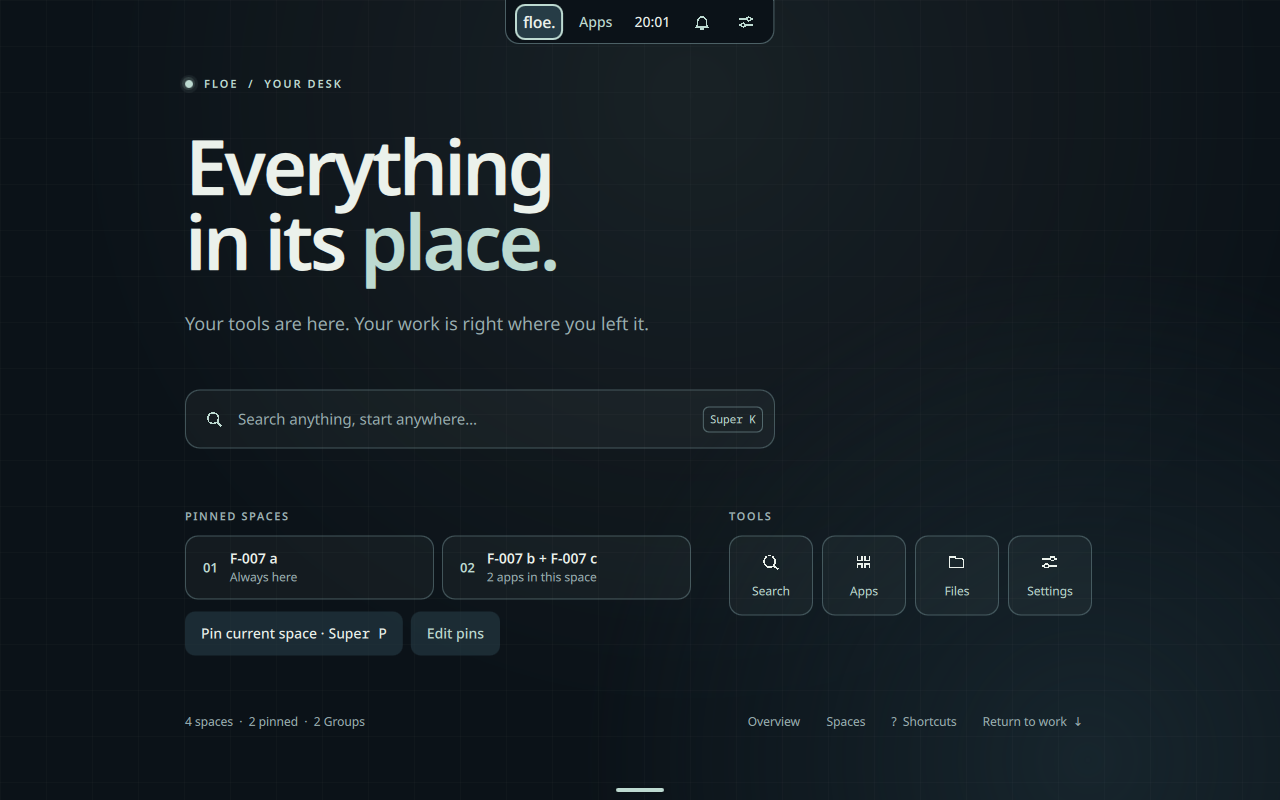 floe. Apps 20:01
FLOE / YOUR DESK
Everything
in its place.
Your tools are here. Your work is right where you left it.
Search anything, start anywhere... Super K
PINNED SPACES
01 F-007 a
Always here
02 F-007 b + F-007 c
2 apps in this space
Pin current space · Super P
Edit pins
TOOLS
Search
Apps
Files
Settings
4 spaces · 2 pinned · 2 Groups
Overview Spaces ? Shortcuts Return to work ↓